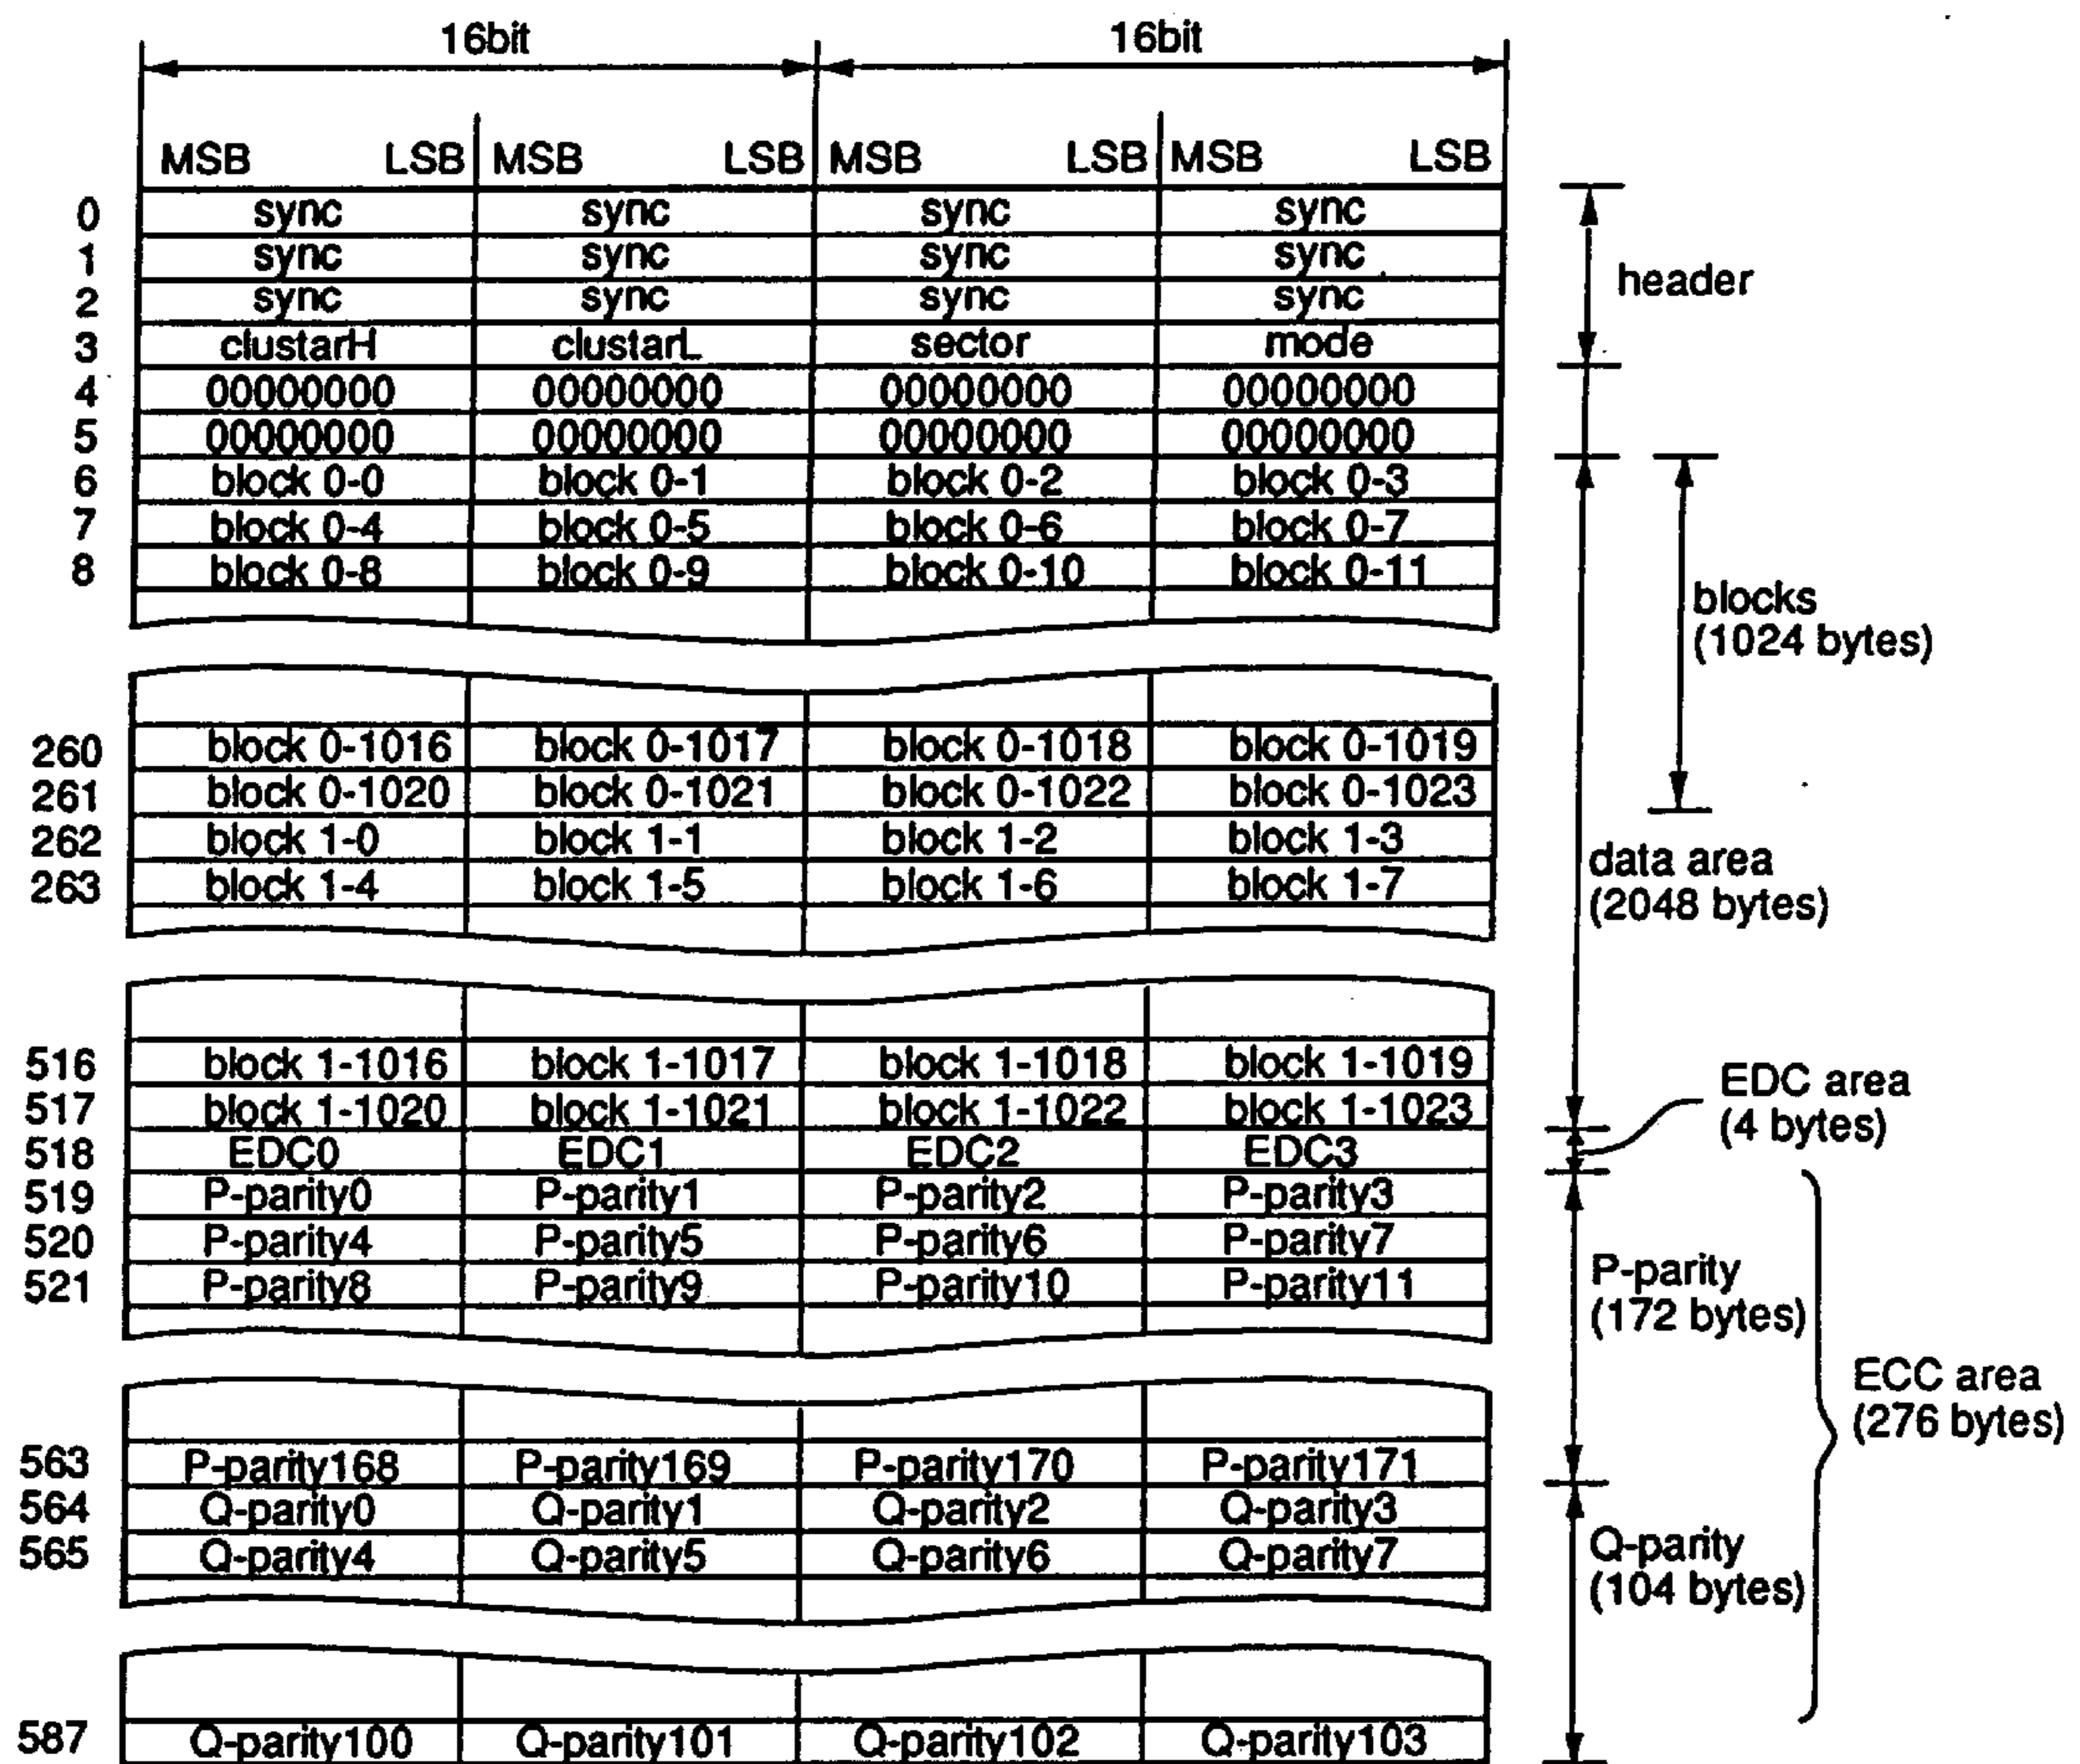 16bit 16bit
MSB LSB MSB LSB MSB LSB MSB LSB
0 sync sync sync sync
1 sync sync sync sync
2 sync sync sync sync
header
3 clustarH clustarL sector mode
4 00000000 00000000 00000000 00000000
5 00000000 00000000 00000000 00000000
6 block 0-0 block 0-1 block 0-2 block 0-3
7 block 0-4 block 0-5 block 0-6 block 0-7
8 block 0-8 block 0-9 block 0-10 block 0-11
blocks
(1024 bytes)
260 block 0-1016 block 0-1017 block 0-1018 block 0-1019
261 block 0-1020 block 0-1021 block 0-1022 block 0-1023
262 block 1-0 block 1-1 block 1-2 block 1-3
263 block 1-4 block 1-5 block 1-6 block 1-7
data area
(2048 bytes)
516 block 1-1016 block 1-1017 block 1-1018 block 1-1019
517 block 1-1020 block 1-1021 block 1-1022 block 1-1023
EDC area
(4 bytes)
518 EDC0 EDC1 EDC2 EDC3
519 P-parity0 P-parity1 P-parity2 P-parity3
520 P-parity4 P-parity5 P-parity6 P-parity7
521 P-parity8 P-parity9 P-parity10 P-parity11
P-parity
(172 bytes)
ECC area
(276 bytes)
563 P-parity168 P-parity169 P-parity170 P-parity171
564 Q-parity0 Q-parity1 Q-parity2 Q-parity3
565 Q-parity4 Q-parity5 Q-parity6 Q-parity7
Q-parity
(104 bytes)
587 Q-parity100 Q-parity101 Q-parity102 Q-parity103